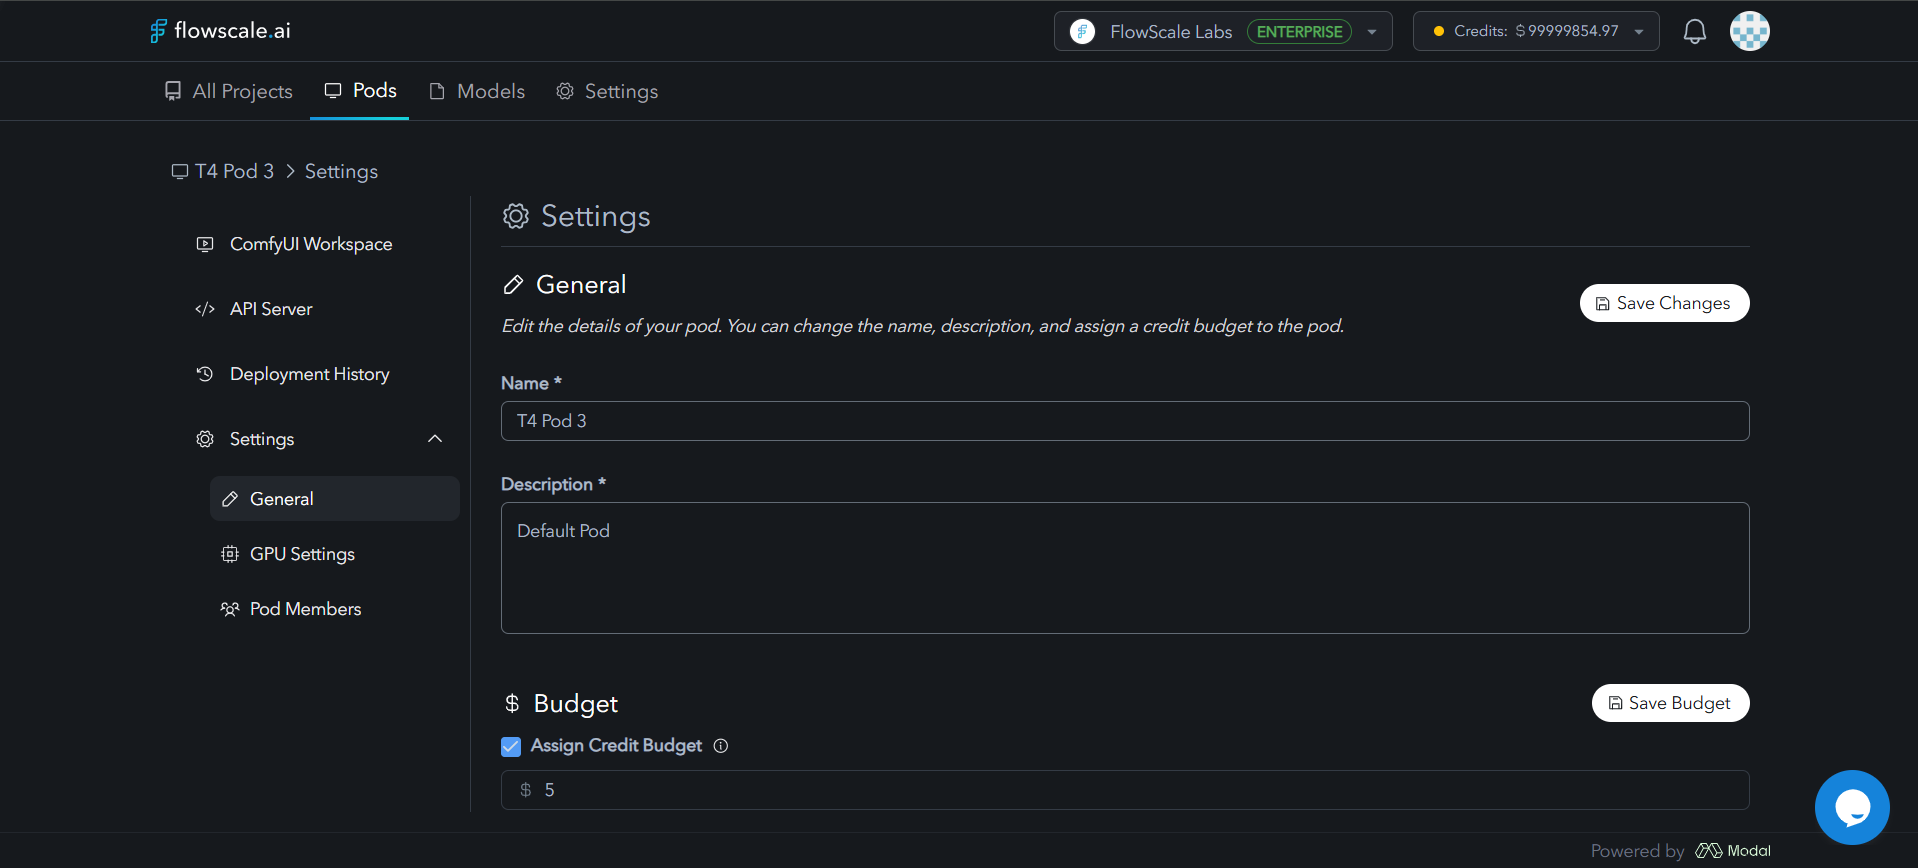 flowscale.ai
FlowScale Labs ENTERPRISE
Credits: $ 99999854.97
All Projects
Pods
Models
Settings
T4 Pod 3 > Settings
ComfyUI Workspace
API Server
Deployment History
Settings
General
GPU Settings
Pod Members
Settings
General
Save Changes
Edit the details of your pod. You can change the name, description, and assign a credit budget to the pod.
Name *
T4 Pod 3
Description *
Default Pod
$ Budget
Save Budget
Assign Credit Budget
$ 5
Powered by Modal